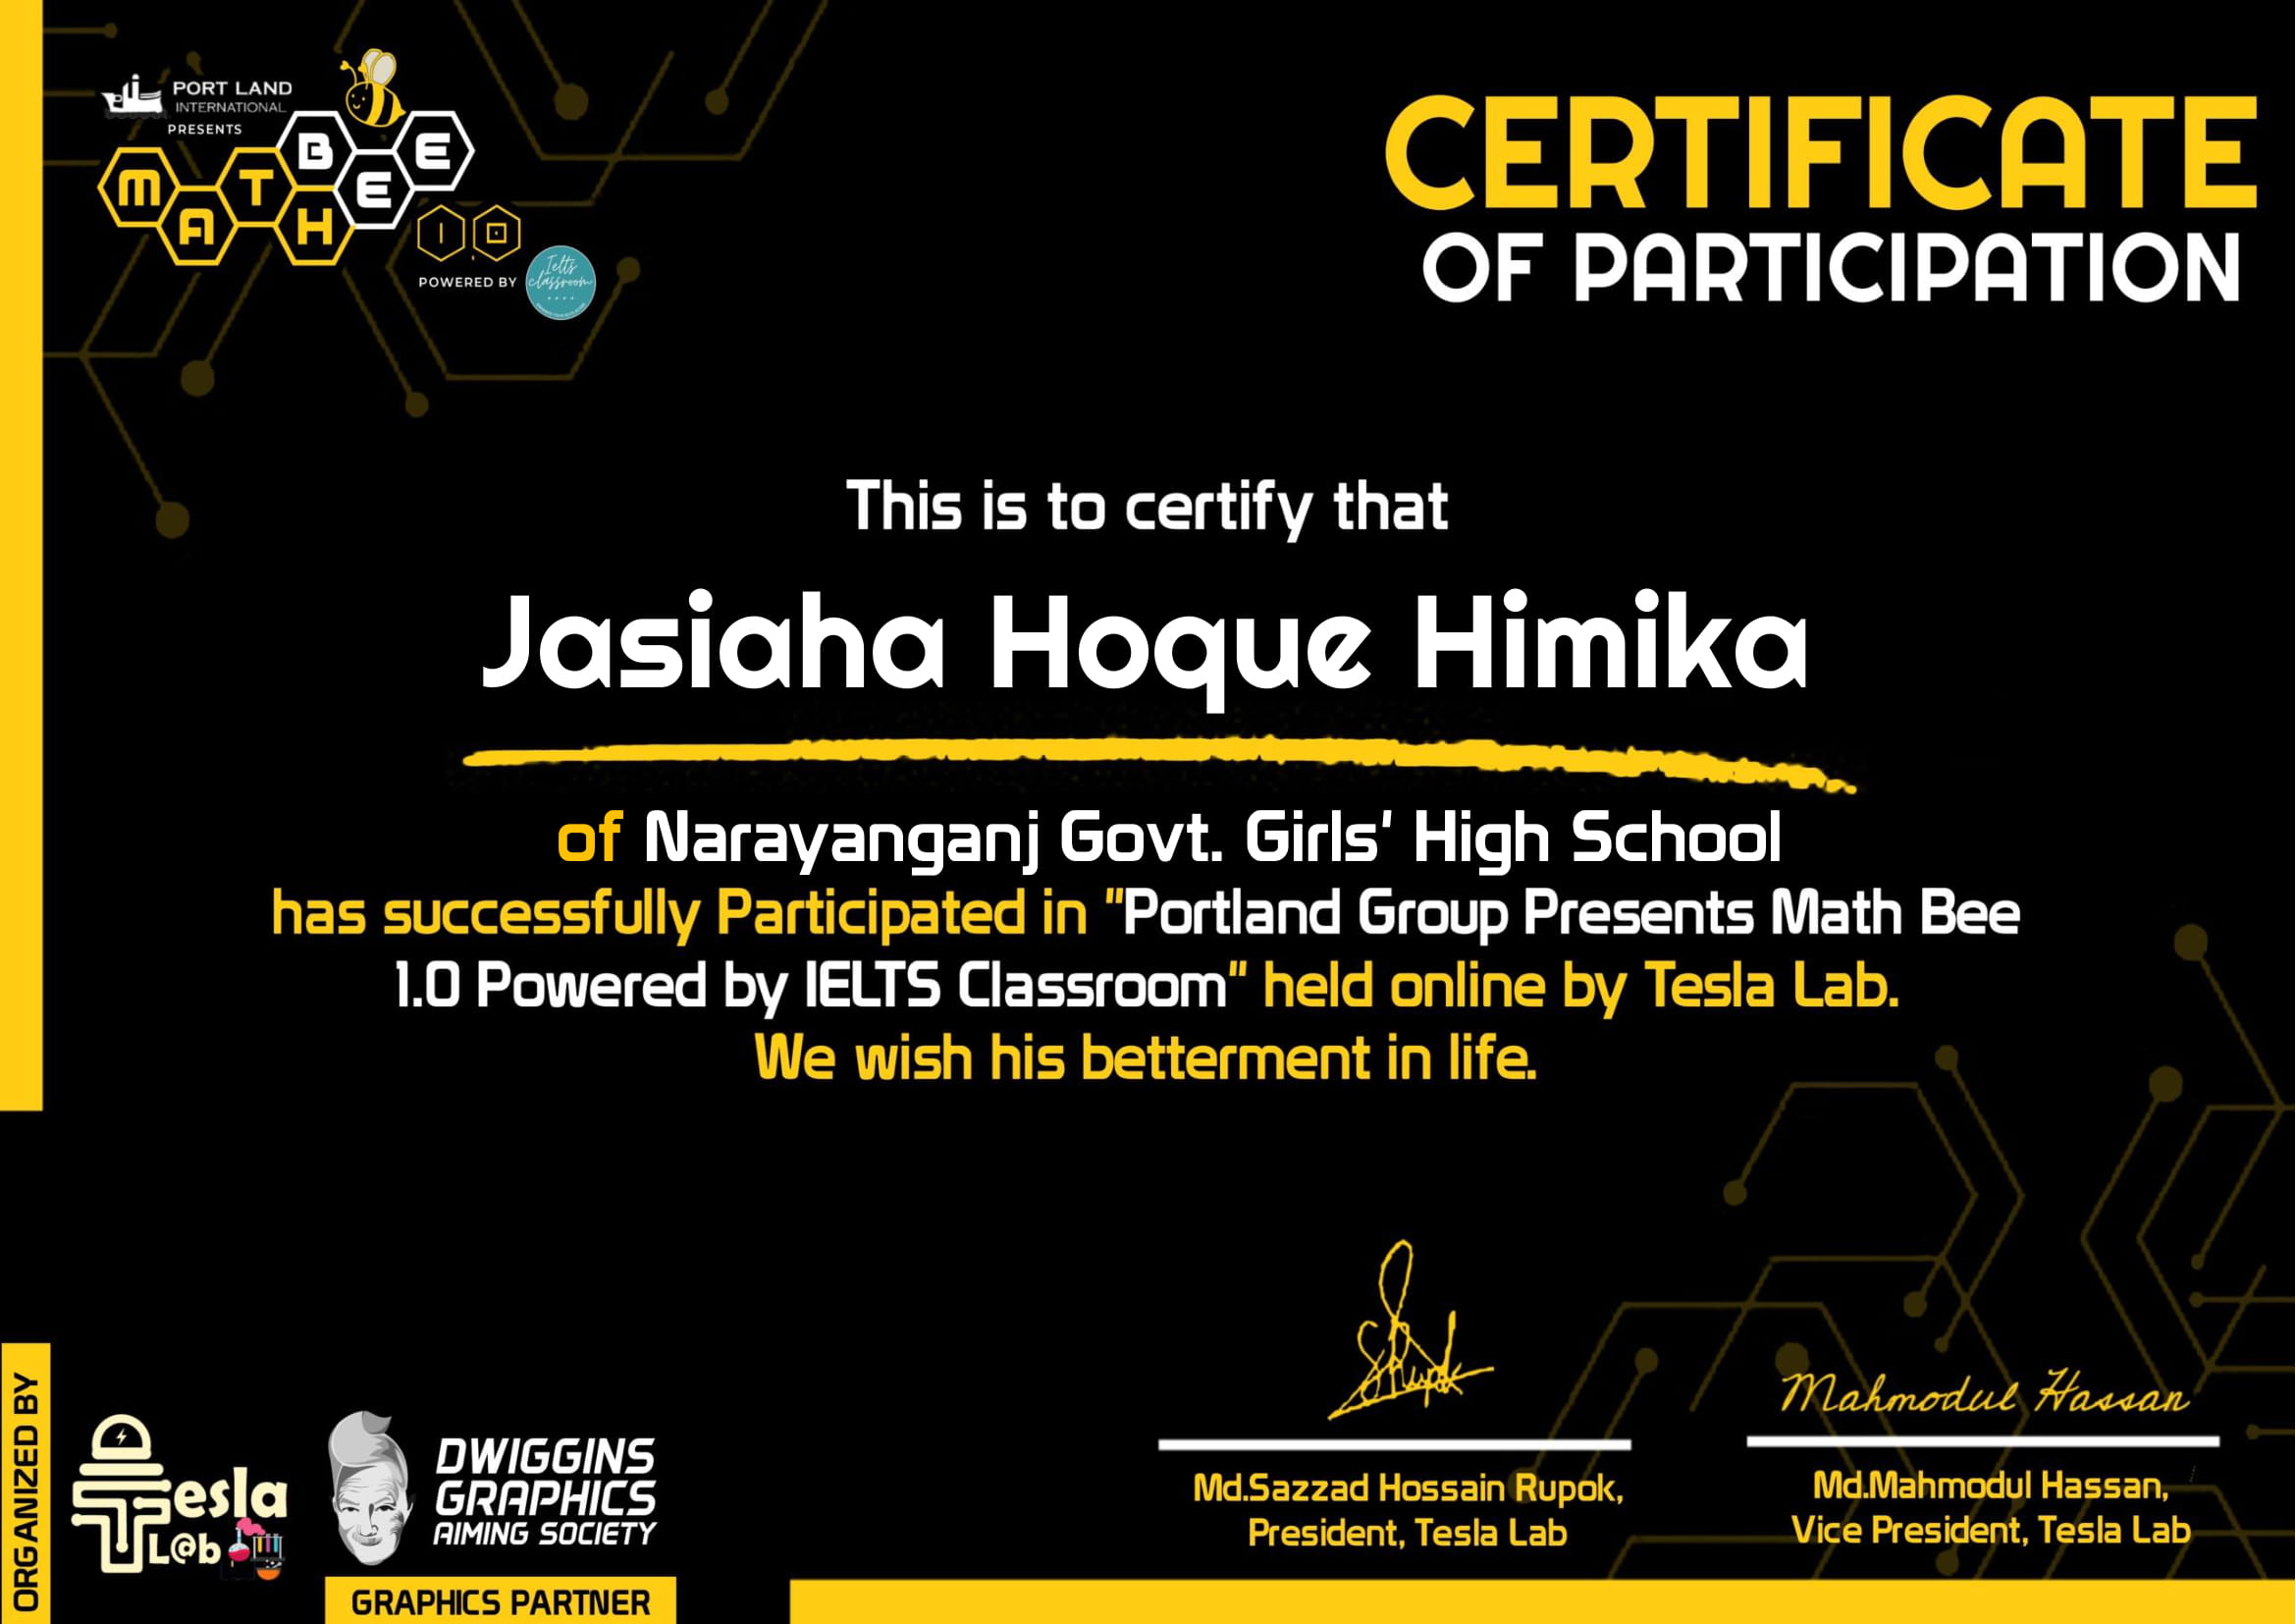 PORT LAND
INTERNATIONAL
PRESENTS
MATH BEE
1.0
POWERED BY
Ielts
classroom
CERTIFICATE
OF PARTICIPATION
This is to certify that
Jasiaha Hoque Himika
of Narayanganj Govt. Girls' High School
has successfully Participated in "Portland Group Presents Math Bee
1.0 Powered by IELTS Classroom" held online by Tesla Lab.
We wish his betterment in life.
Mahmodul Hassan
Md.Sazzad Hossain Rupok,
President, Tesla Lab
Md.Mahmodul Hassan,
Vice President, Tesla Lab
ORGANIZED BY
Tesla
L@b
DWIGGINS
GRAPHICS
AIMING SOCIETY
GRAPHICS PARTNER